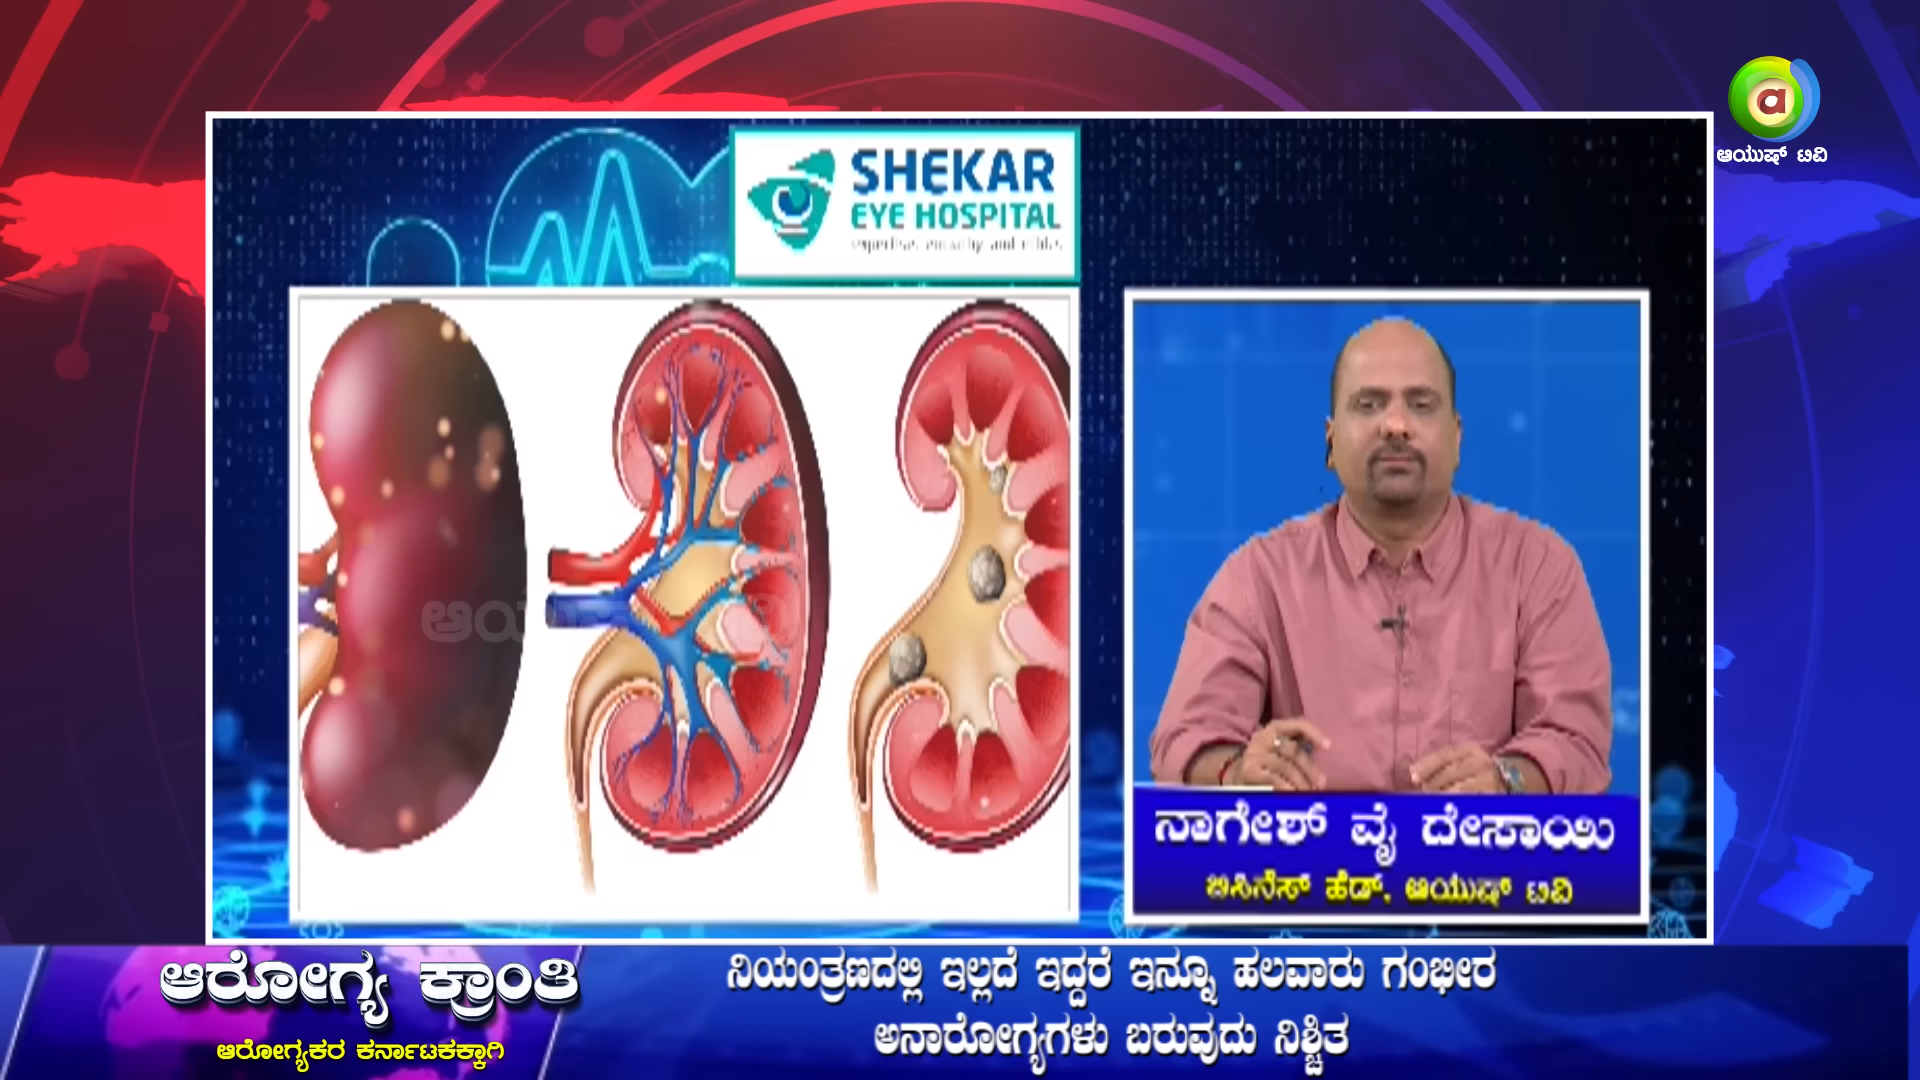 ಆಯುಷ್ ಟಿವಿ
SHEKAR
EYE HOSPITAL
ನಾಗೇಶ್ ವೈ ದೇಸಾಯಿ
ಬಿಸಿನೆಸ್ ಹೆಡ್, ಆಯುಷ್ ಟಿವಿ
ಆರೋಗ್ಯ ಕ್ರಾಂತಿ
ಆರೋಗ್ಯಕರ ಕರ್ನಾಟಕಕ್ಕಾಗಿ
ನಿಯಂತ್ರಣದಲ್ಲಿ ಇಲ್ಲದೆ ಇದ್ದರೆ ಇನ್ನೂ ಹಲವಾರು ಗಂಭೀರ
ಅನಾರೋಗ್ಯಗಳು ಬರುವುದು ನಿಶ್ಚಿತ